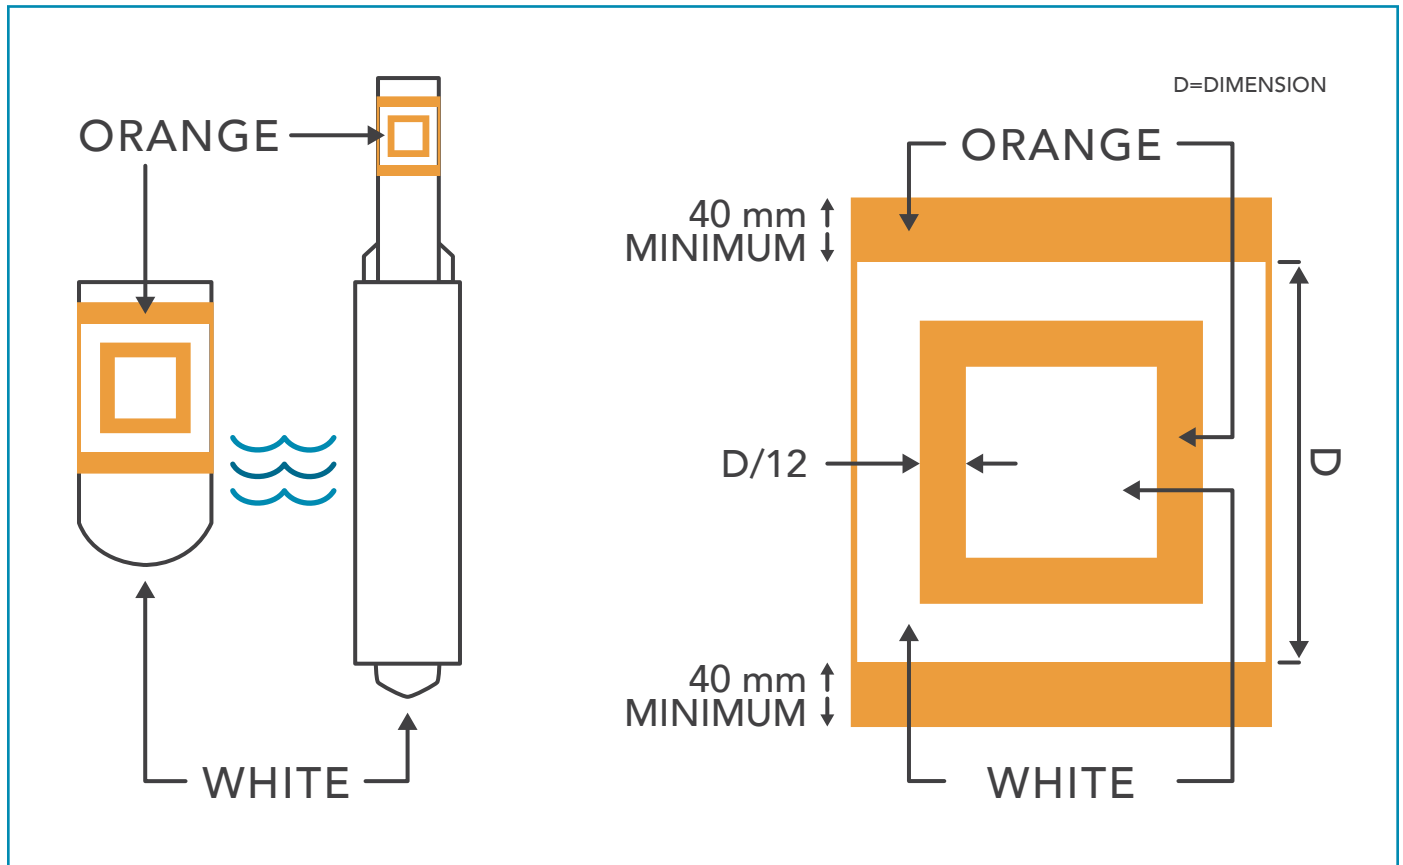 ORANGE
WHITE
D=DIMENSION
ORANGE
40 mm
MINIMUM
D/12
D
40 mm
MINIMUM
WHITE